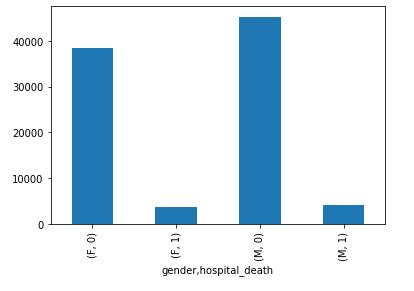 40000
30000
20000
10000
0
(F, 0)
(F, 1)
(M, 0)
(M, 1)
gender,hospital_death